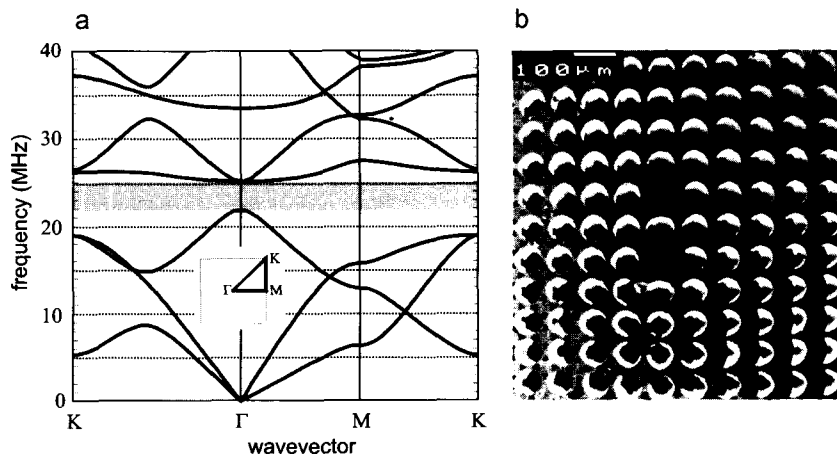 a
b
40
30
20
10
0
frequency (MHz)
K
Γ
M
K
wavevector
K
Γ
M
100μm